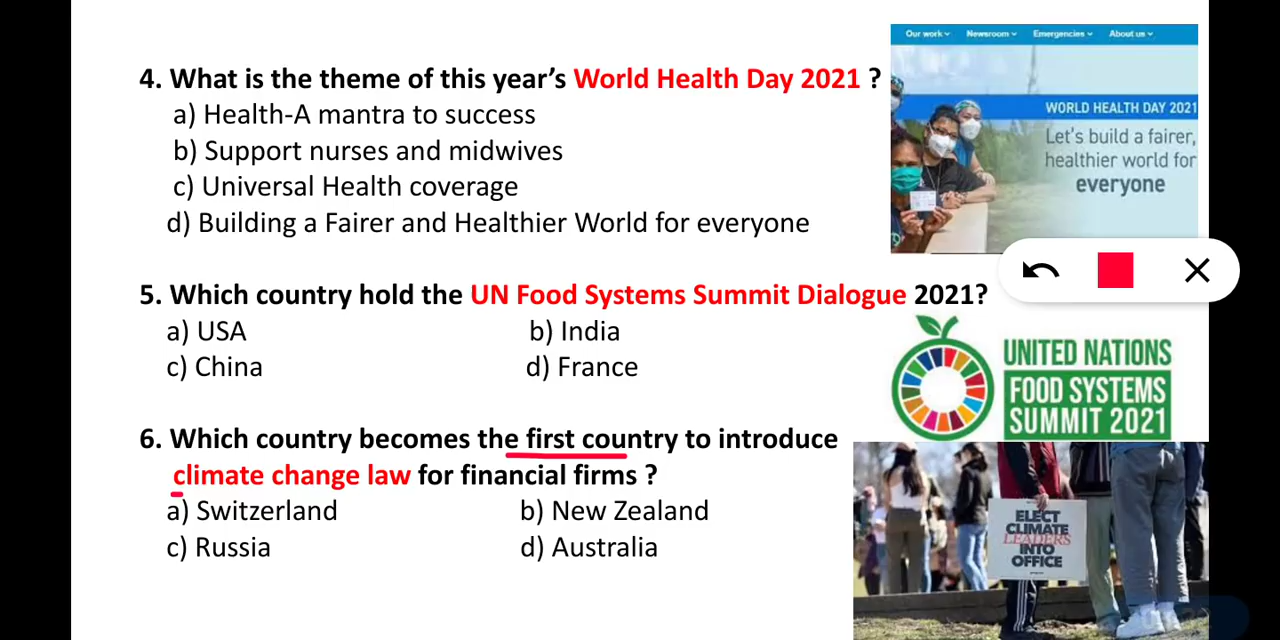 4. What is the theme of this year's World Health Day 2021 ?
a) Health-A mantra to success
b) Support nurses and midwives
c) Universal Health coverage
d) Building a Fairer and Healthier World for everyone
Our work Newsroom Emergencies About us
WORLD HEALTH DAY 2021
Let's build a fairer,
healthier world for
everyone
5. Which country hold the UN Food Systems Summit Dialogue 2021?
a) USA b) India
c) China d) France
UNITED NATIONS
FOOD SYSTEMS
SUMMIT 2021
6. Which country becomes the first country to introduce
climate change law for financial firms ?
a) Switzerland b) New Zealand
c) Russia d) Australia
ELECT
CLIMATE
LEADERS
INTO
OFFICE